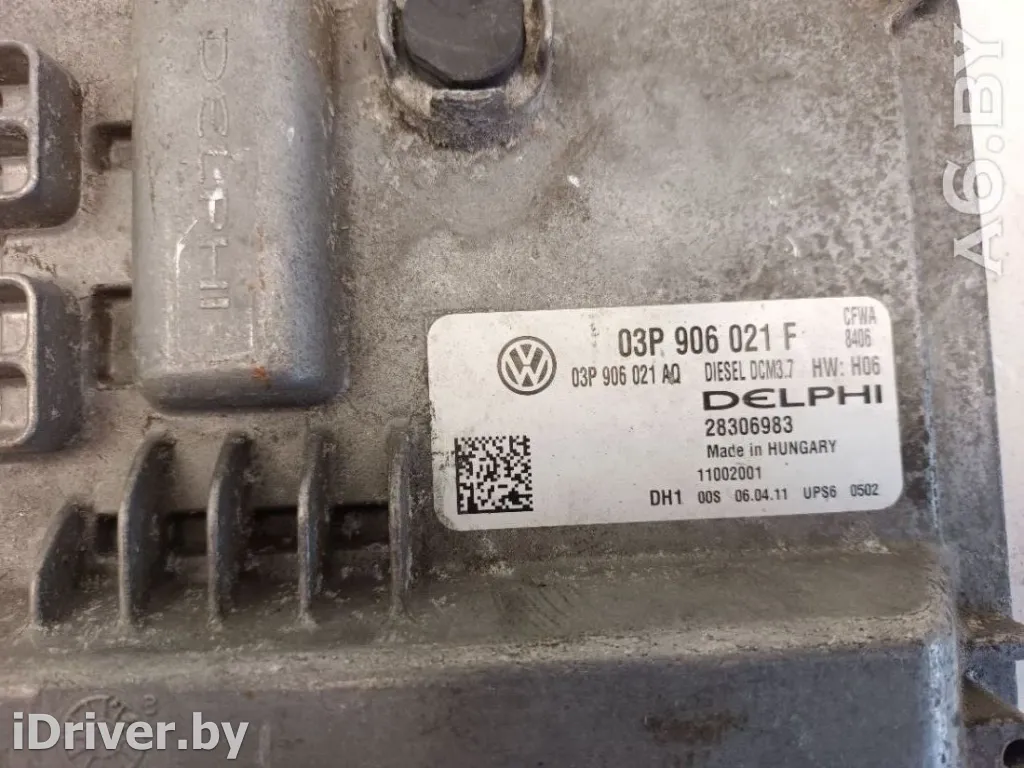 DELPHI
A6.BY
03P 906 021 F
CFWA
8406
03P 906 021 AQ DIESEL DCM3.7 HW: H06
DELPHI
28306983
Made in HUNGARY
11002001
DH1 00S 06.04.11 UPS6 0502
3
iDriver.by